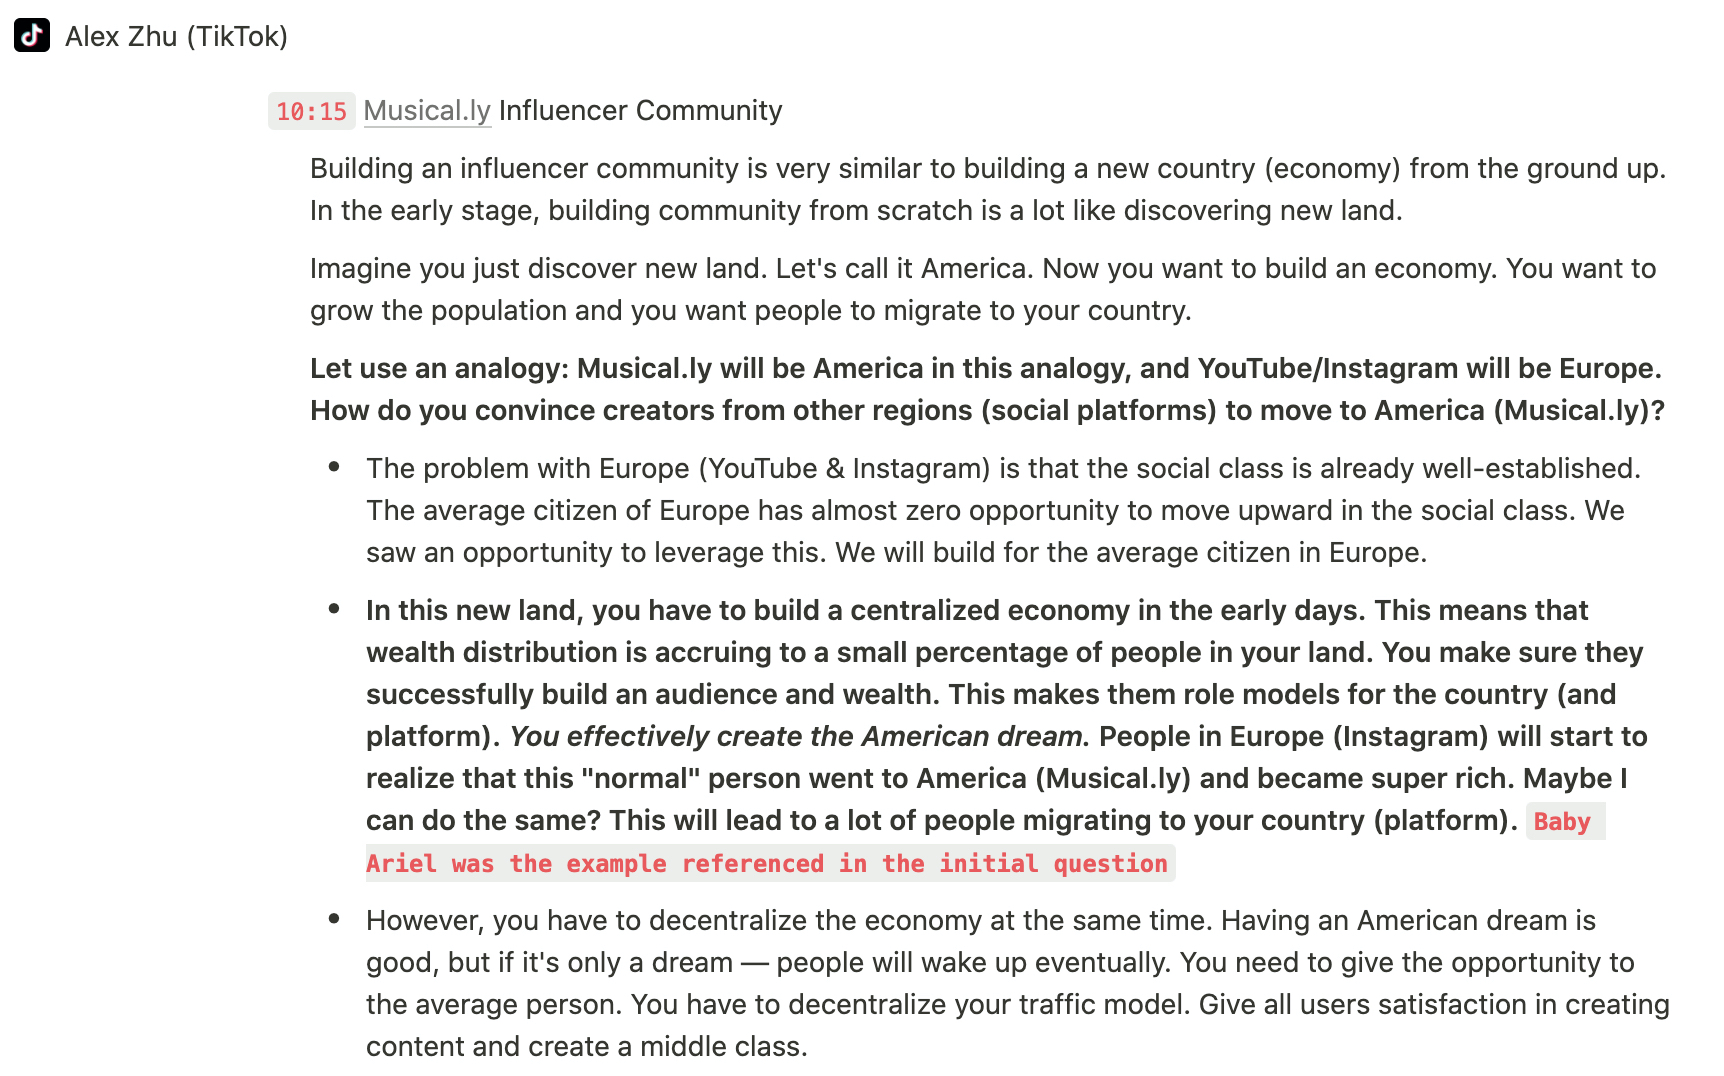 Alex Zhu (TikTok)
10:15 Musical.ly Influencer Community
Building an influencer community is very similar to building a new country (economy) from the ground up.
In the early stage, building community from scratch is a lot like discovering new land.
Imagine you just discover new land. Let's call it America. Now you want to build an economy. You want to
grow the population and you want people to migrate to your country.
Let use an analogy: Musical.ly will be America in this analogy, and YouTube/Instagram will be Europe.
How do you convince creators from other regions (social platforms) to move to America (Musical.ly)?
• The problem with Europe (YouTube & Instagram) is that the social class is already well-established.
The average citizen of Europe has almost zero opportunity to move upward in the social class. We
saw an opportunity to leverage this. We will build for the average citizen in Europe.
• In this new land, you have to build a centralized economy in the early days. This means that
wealth distribution is accruing to a small percentage of people in your land. You make sure they
successfully build an audience and wealth. This makes them role models for the country (and
platform). You effectively create the American dream. People in Europe (Instagram) will start to
realize that this "normal" person went to America (Musical.ly) and became super rich. Maybe I
can do the same? This will lead to a lot of people migrating to your country (platform). Baby
Ariel was the example referenced in the initial question
• However, you have to decentralize the economy at the same time. Having an American dream is
good, but if it's only a dream — people will wake up eventually. You need to give the opportunity to
the average person. You have to decentralize your traffic model. Give all users satisfaction in creating
content and create a middle class.